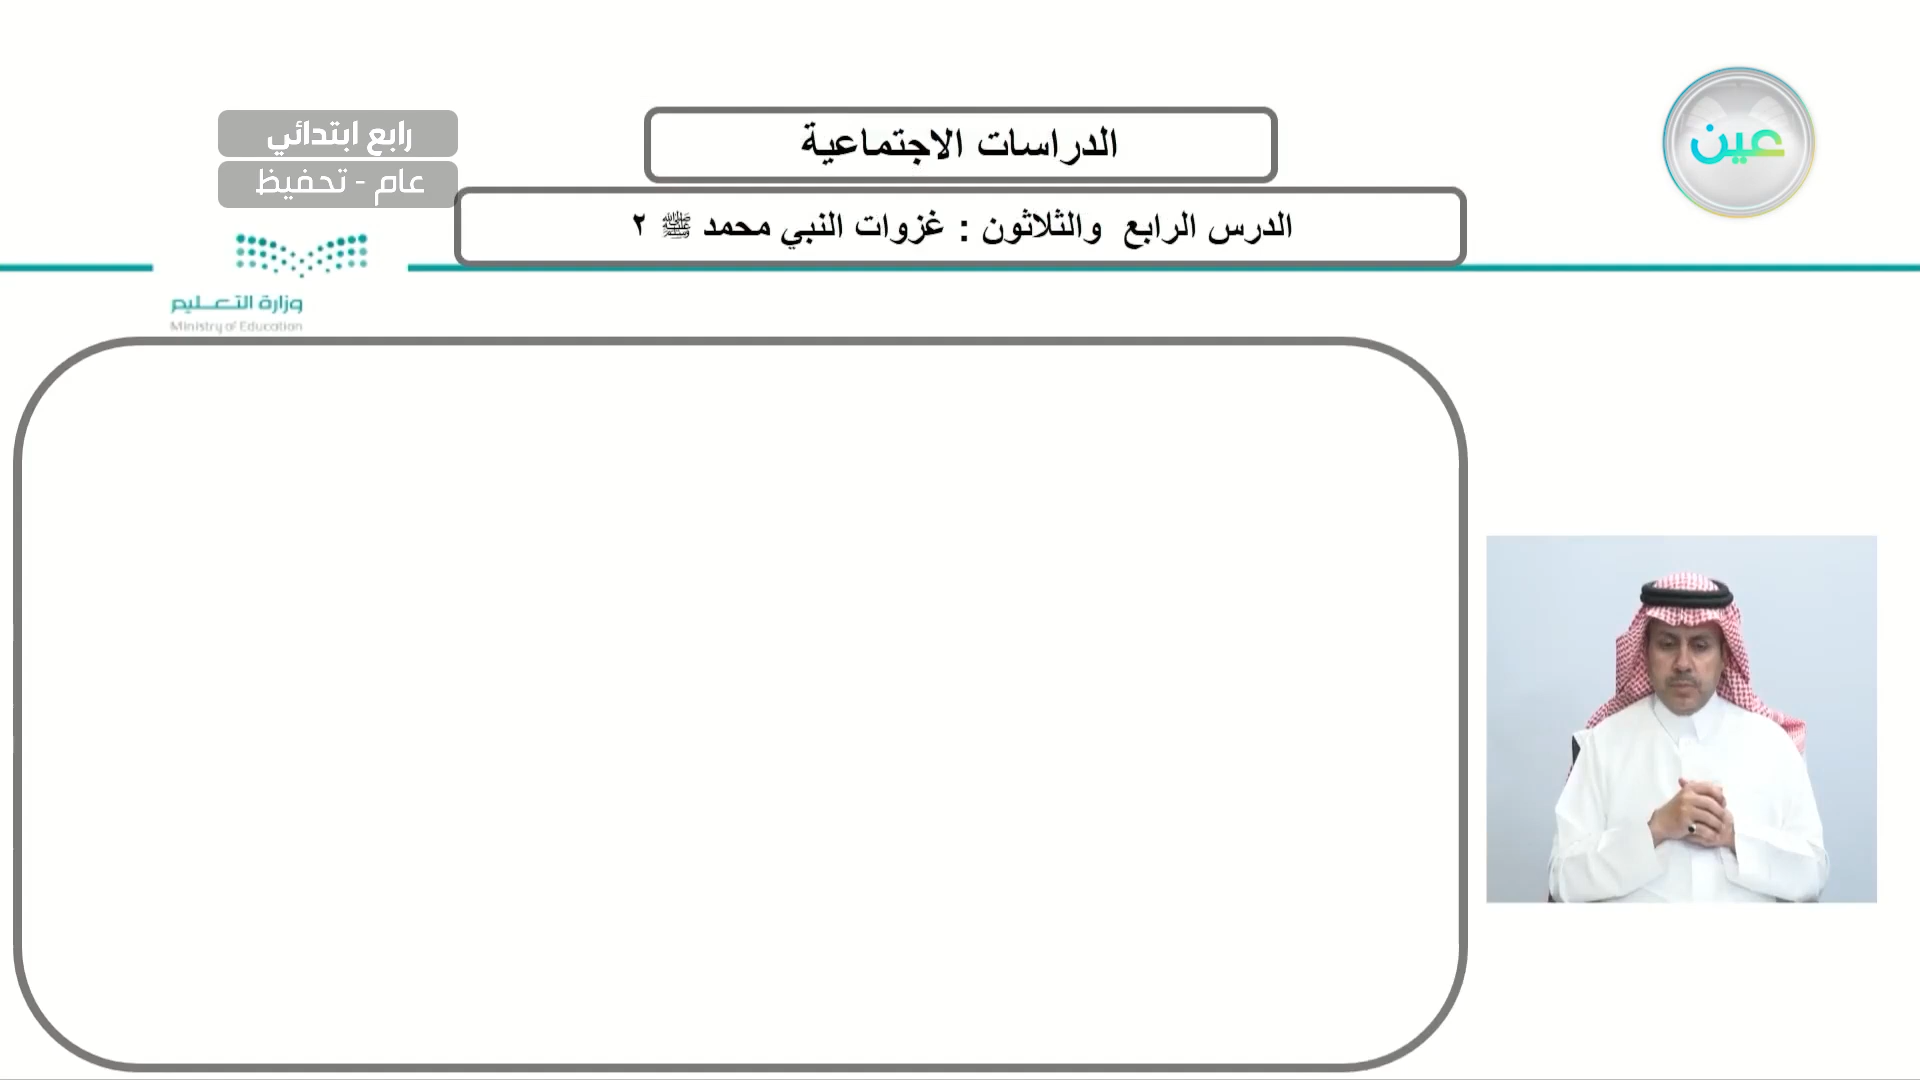 عين
الدراسات الاجتماعية
رابع ابتدائي
عام - تحفيظ
الدرس الرابع والثلاثون : غزوات النبي محمد ﷺ ٢
وزارة التعليم
Ministry of Education